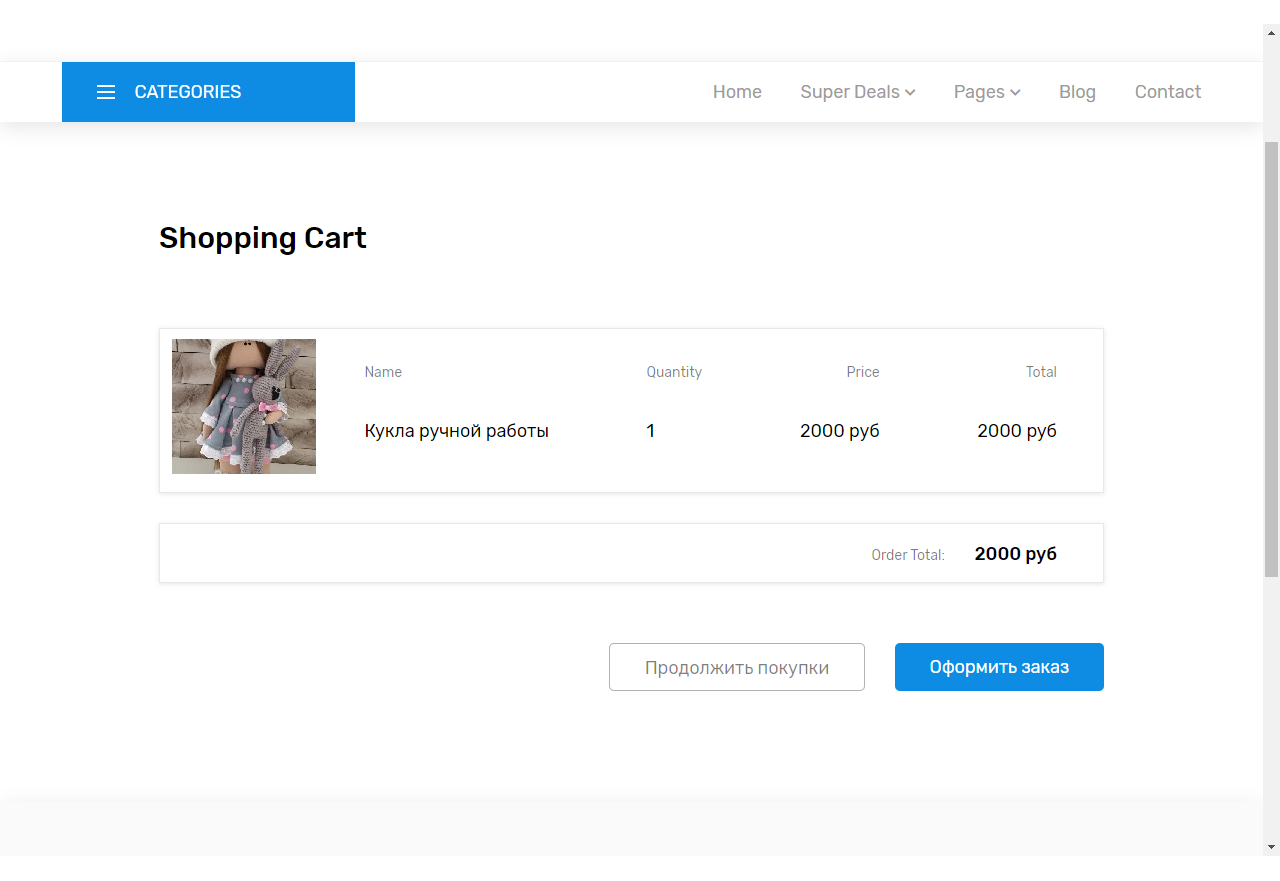 CATEGORIES Home Super Deals Pages Blog Contact
Shopping Cart
Name Quantity Price Total
Кукла ручной работы 1 2000 руб 2000 руб
Order Total: 2000 руб
Продолжить покупки Оформить заказ